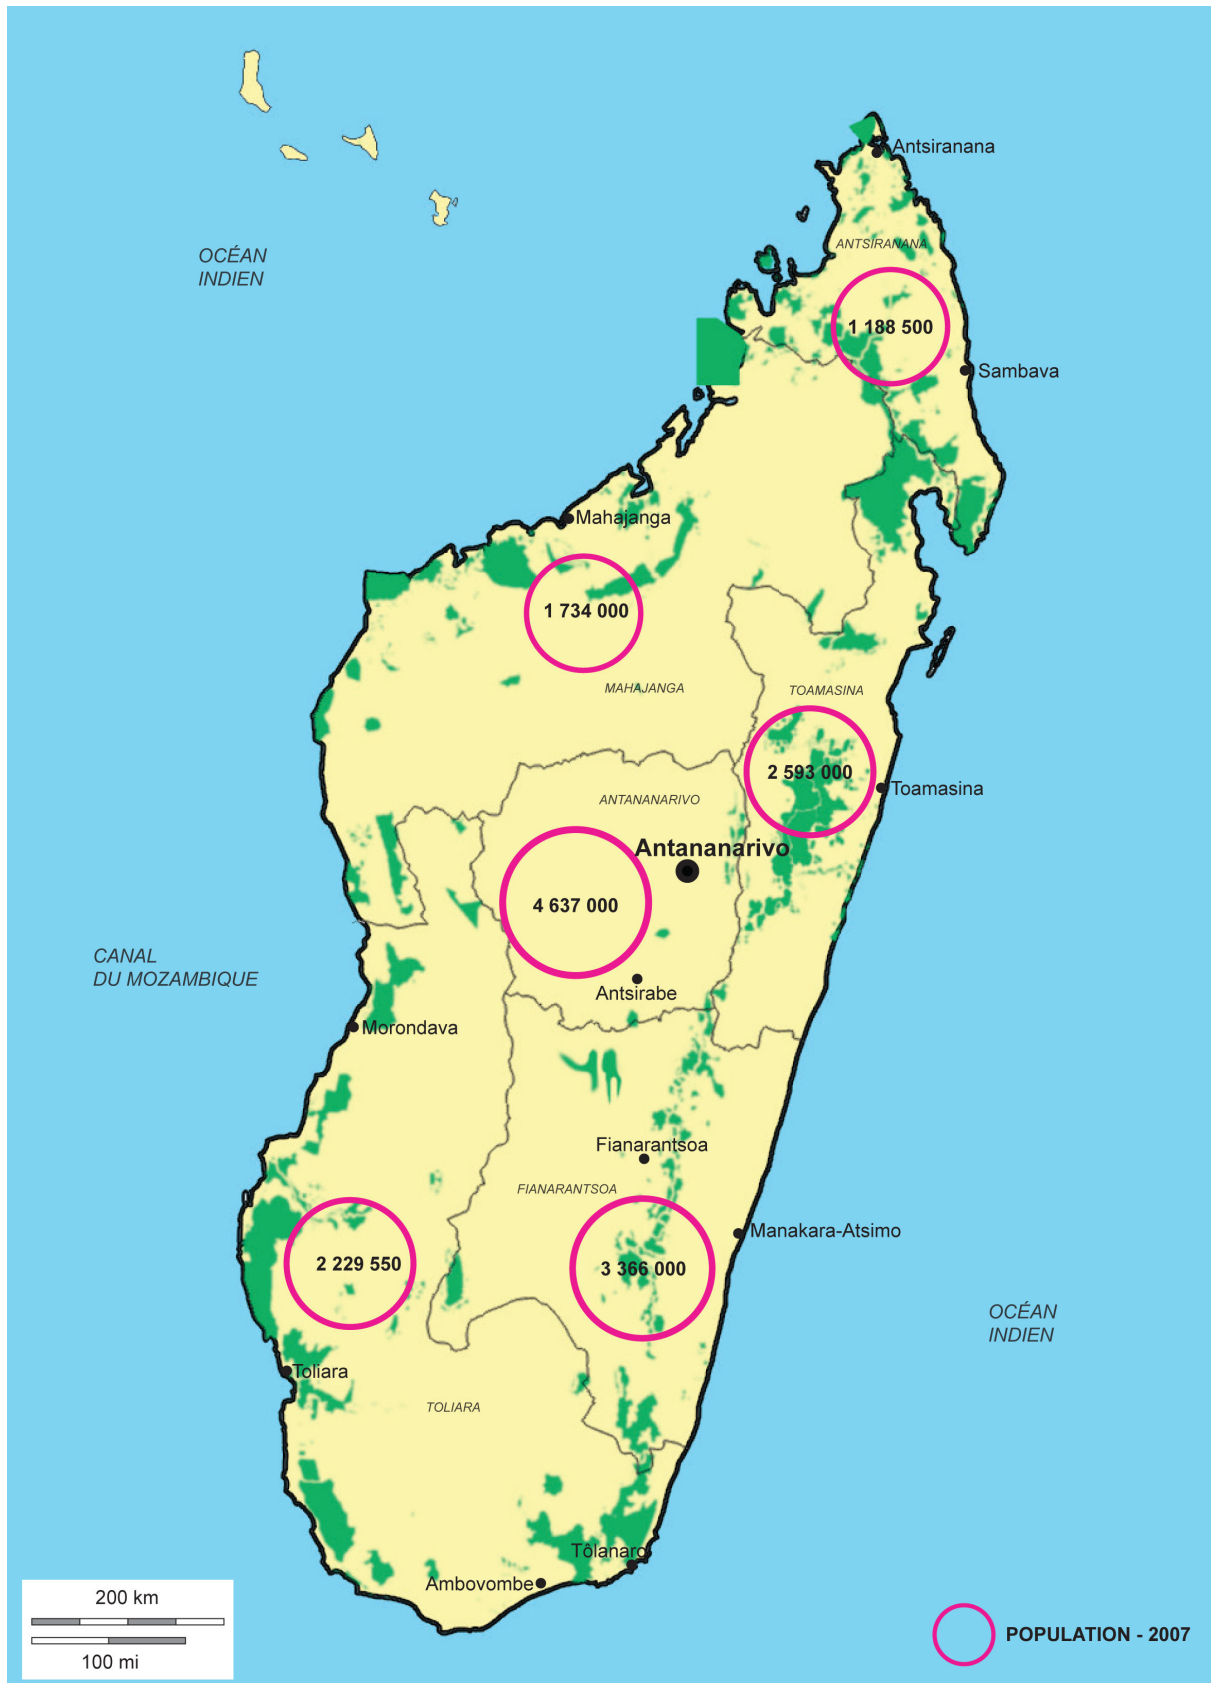 Antsiranana
OCÉAN
INDIEN
ANTSIRANANA
1 188 500
Sambava
Mahajanga
1 734 000
MAHAJANGA
TOAMASINA
2 593 000
Toamasina
ANTANANARIVO
Antananarivo
4 637 000
CANAL
DU MOZAMBIQUE
Antsirabe
Morondava
Fianarantsoa
FIANARANTSOA
Manakara-Atsimo
2 229 550
3 366 000
OCÉAN
INDIEN
Toliara
TOLIARA
Tôlanaro
Ambovombe
200 km
100 mi
POPULATION - 2007